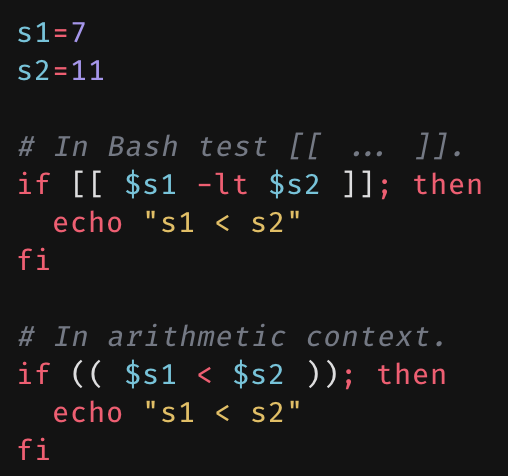 s1=7
s2=11
# In Bash test [[ ... ]].
if [[ $s1 -lt $s2 ]]; then
  echo "s1 < s2"
fi
# In arithmetic context.
if (( $s1 < $s2 )); then
  echo "s1 < s2"
fi